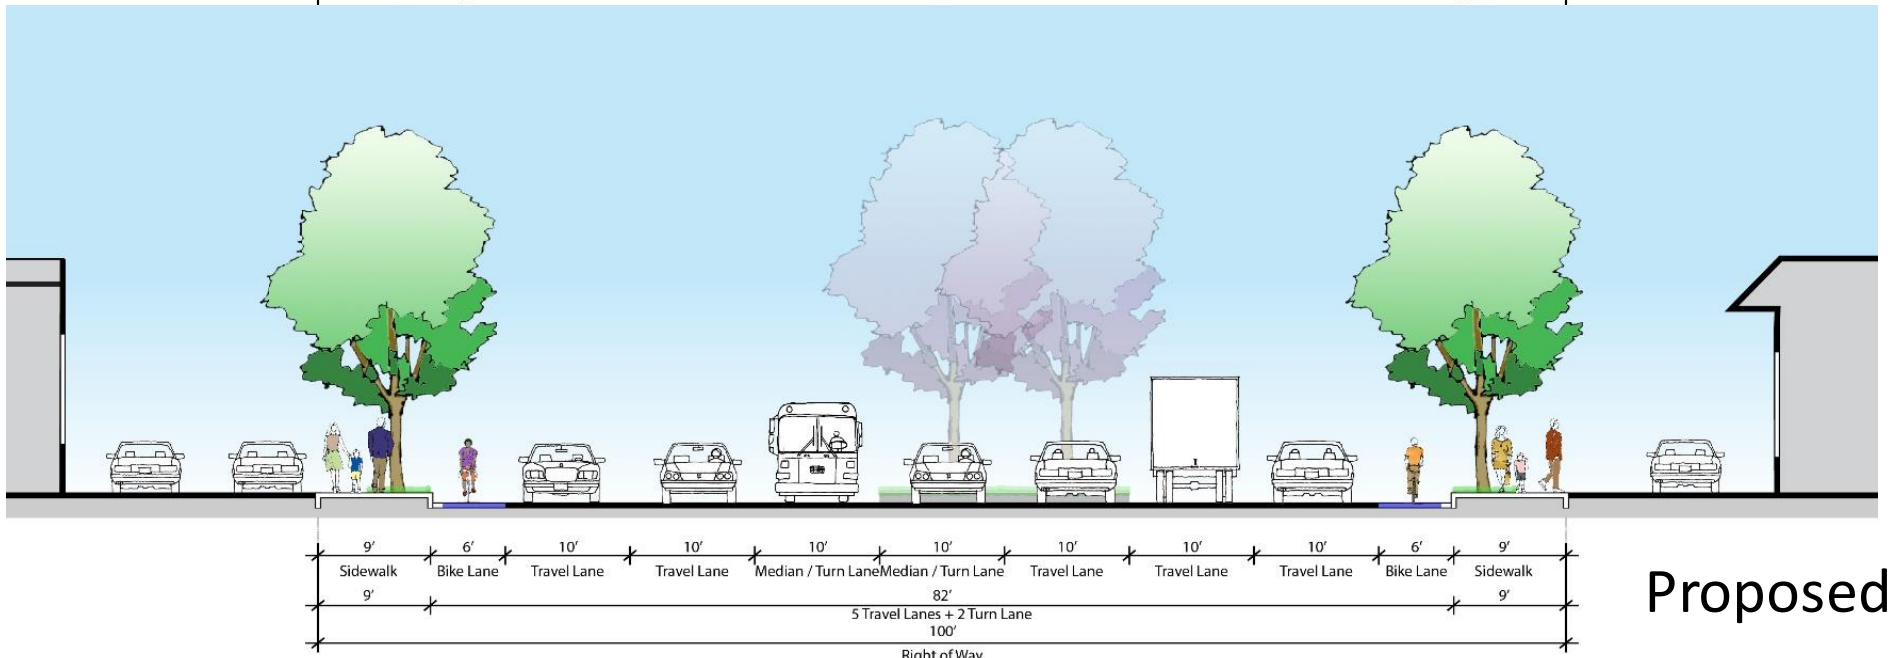 9' 6' 10' 10' 10' 10' 10' 10' 10' 6' 9'
Sidewalk Bike Lane Travel Lane Travel Lane Median / Turn Lane Median / Turn Lane Travel Lane Travel Lane Travel Lane Bike Lane Sidewalk
9' 82' 9'
5 Travel Lanes + 2 Turn Lane
100'
Right of Way
Proposed